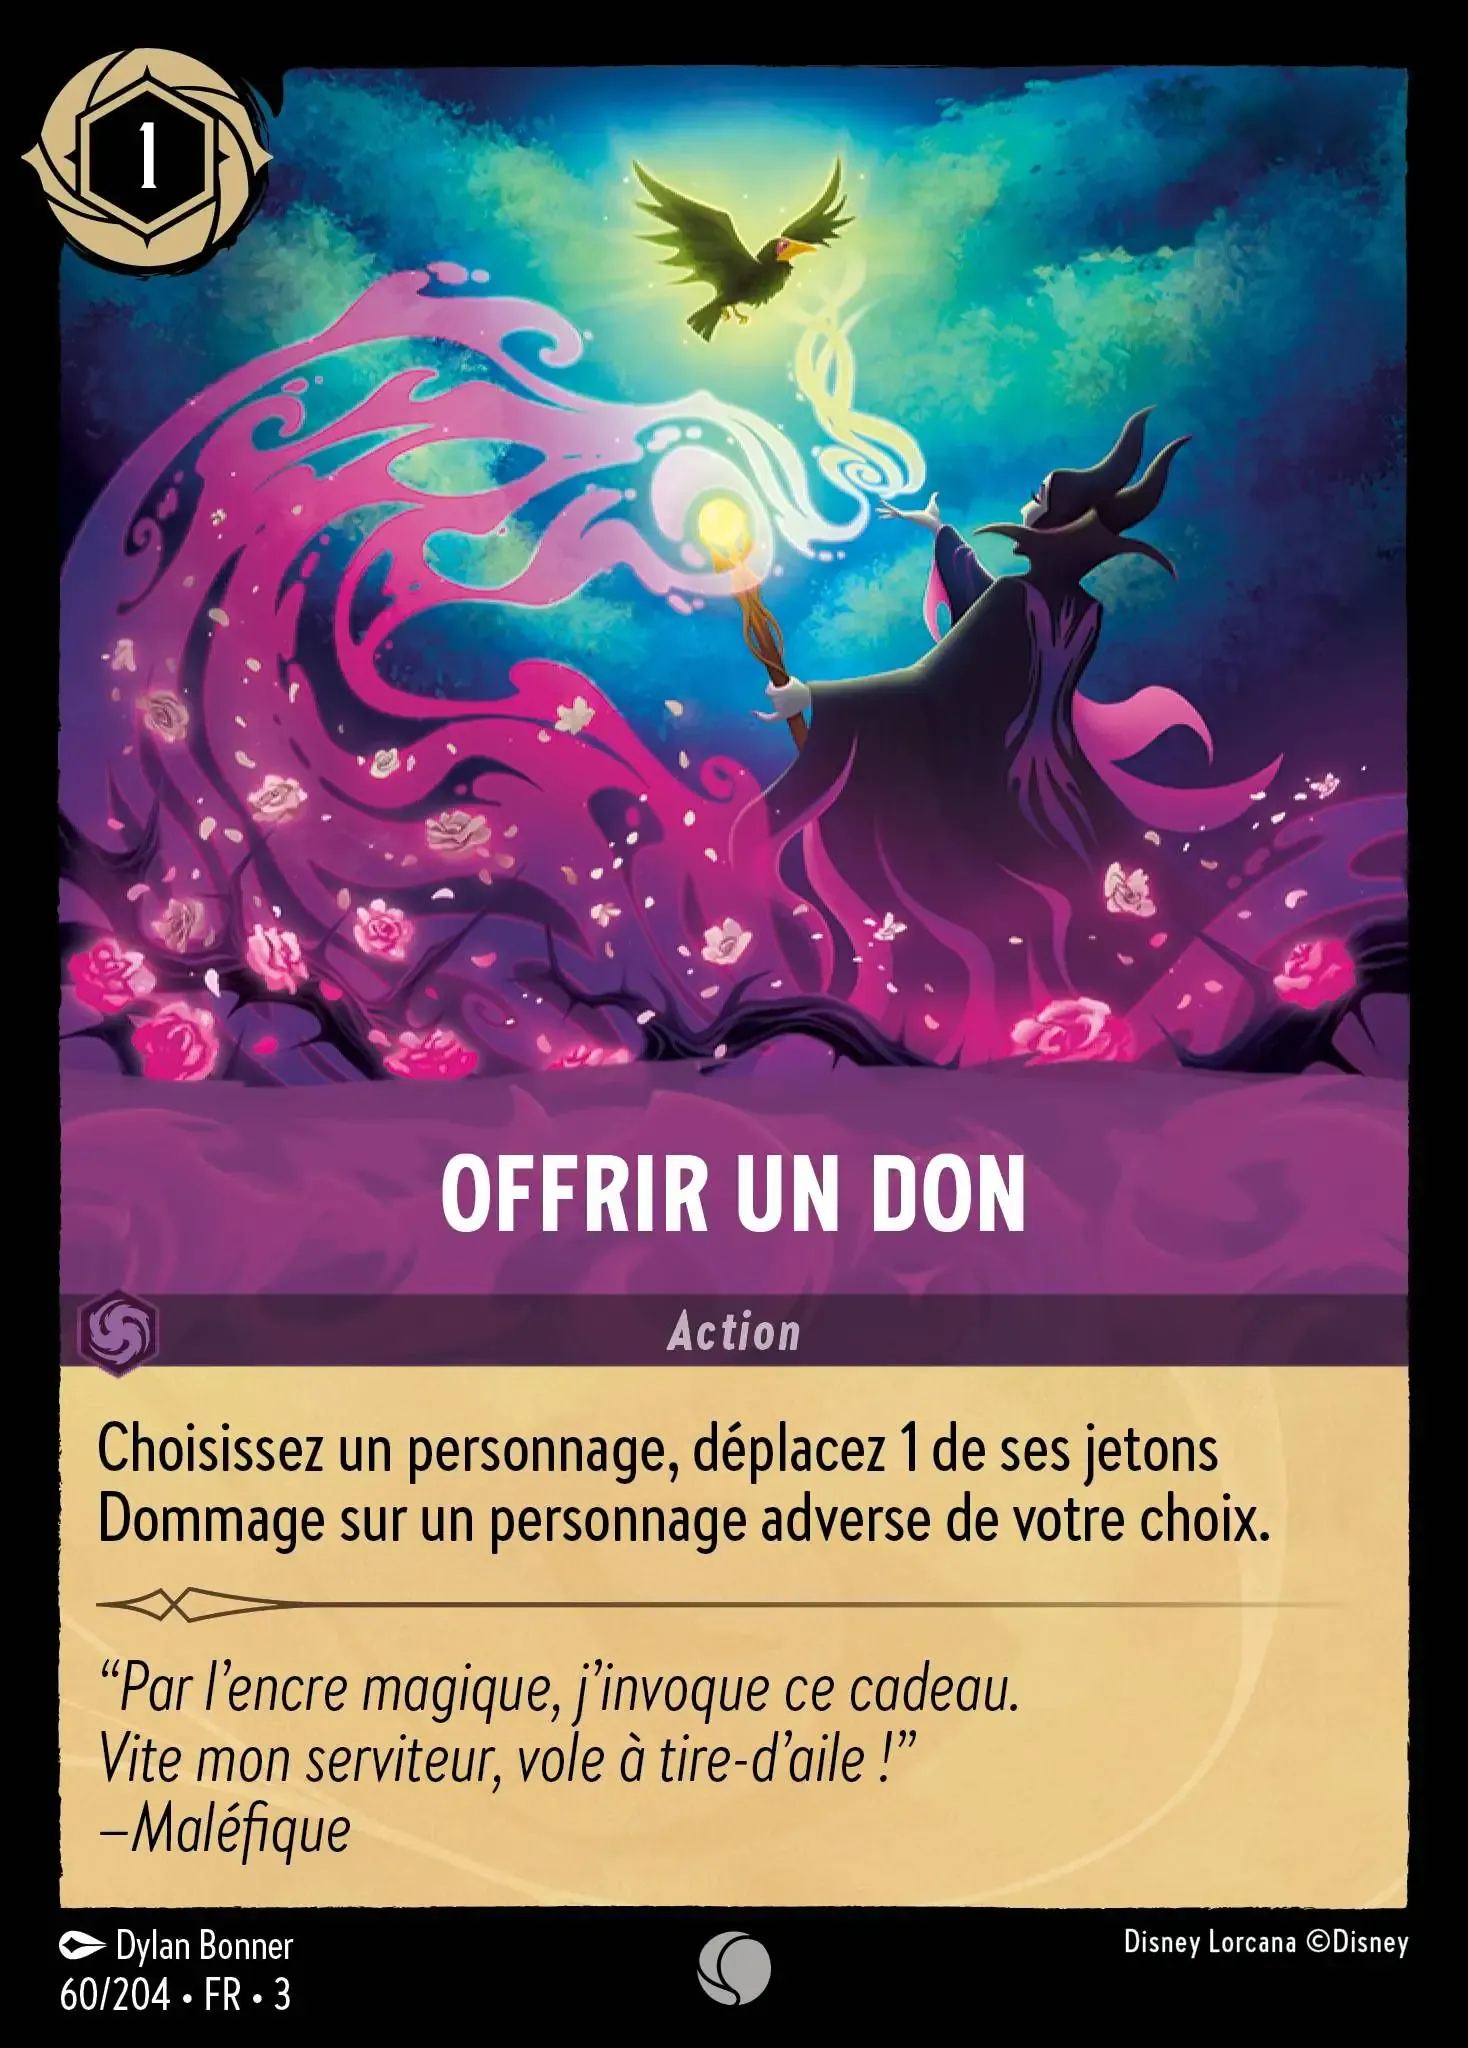 1
OFFRIR UN DON
Action
Choisissez un personnage, déplacez 1 de ses jetons
Dommage sur un personnage adverse de votre choix.
“Par l’encre magique, j’invoque ce cadeau.
Vite mon serviteur, vole à tire-d’aile !”
–Maléfique
Dylan Bonner
Disney Lorcana ©Disney
60/204 • FR • 3